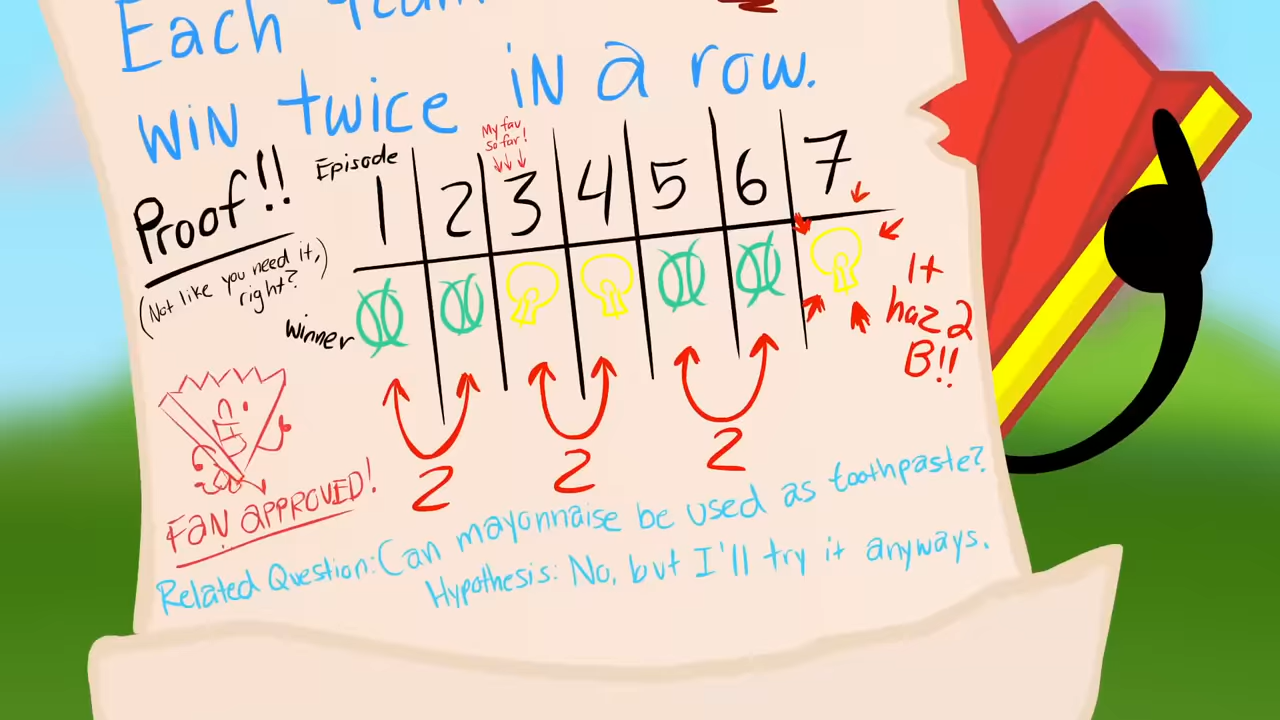 Each Team
win twice in a row.
Proof!!
(Not like you need it, right?)
My fav
so far!
Episode 1 2 3 4 5 6 7
Winner
2 2 2
It
haz 2
B!!
FAN APPROVED!
Related Question: Can mayonnaise be used as toothpaste?
Hypothesis: No, but I'll try it anyways.